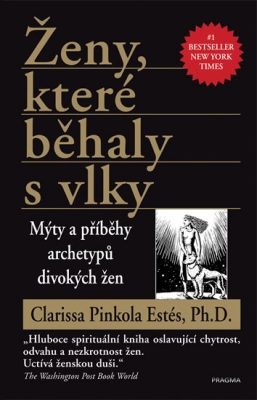 Ženy,
které
běhaly
s vlky
#1
BESTSELLER
NEW YORK
TIMES
Mýty a příběhy
archetypů
divokých žen
Clarissa Pinkola Estés, Ph.D.
„Hluboce spirituální kniha oslavující chytrost,
odvahu a nezkrotnost žen.
Uctívá ženskou duši.“
The Washington Post Book World
PRAGMA